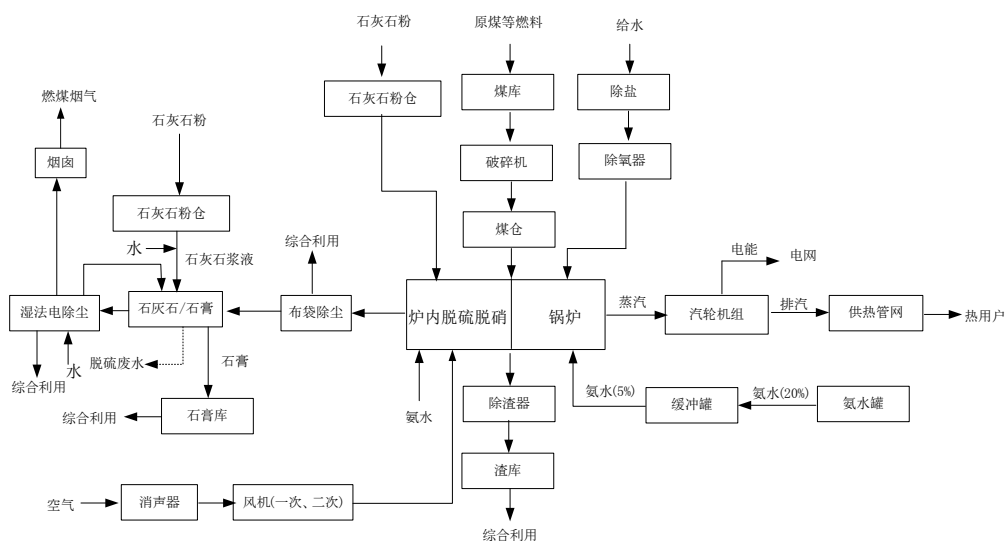 石灰石粉
原煤等燃料
给水
燃煤烟气
石灰石粉
石灰石粉仓
煤库
除盐
烟囱
破碎机
除氧器
石灰石粉仓
煤仓
水
综合利用
石灰石浆液
电能
电网
湿法电除尘
石灰石/石膏
布袋除尘
炉内脱硫脱硝
锅炉
蒸汽
汽轮机组
排汽
供热管网
热用户
脱硫废水
石膏
水
综合利用
氨水
除渣器
氨水(5%)
缓冲罐
氨水(20%)
氨水罐
综合利用
石膏库
渣库
空气
消声器
风机(一次、二次)
综合利用